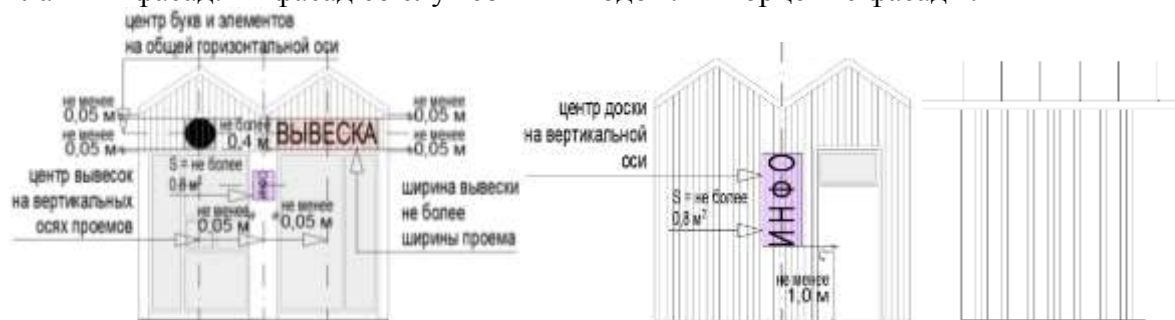 центр букв и элементов
на общей горизонтальной оси
не менее
0,05 м
не менее
0,05 м
не более
0,4 м
ВЫВЕСКА
не менее
0,05 м
не менее
0,05 м
S = не более
0,8 м²
центр вывесок
на вертикальных
осях проемов
не менее
0,05 м
не менее
0,05 м
ширина вывески
не более
ширины проема
центр доски
на вертикальной
оси
S = не более
0,8 м²
ИНФО
не менее
1,0 м